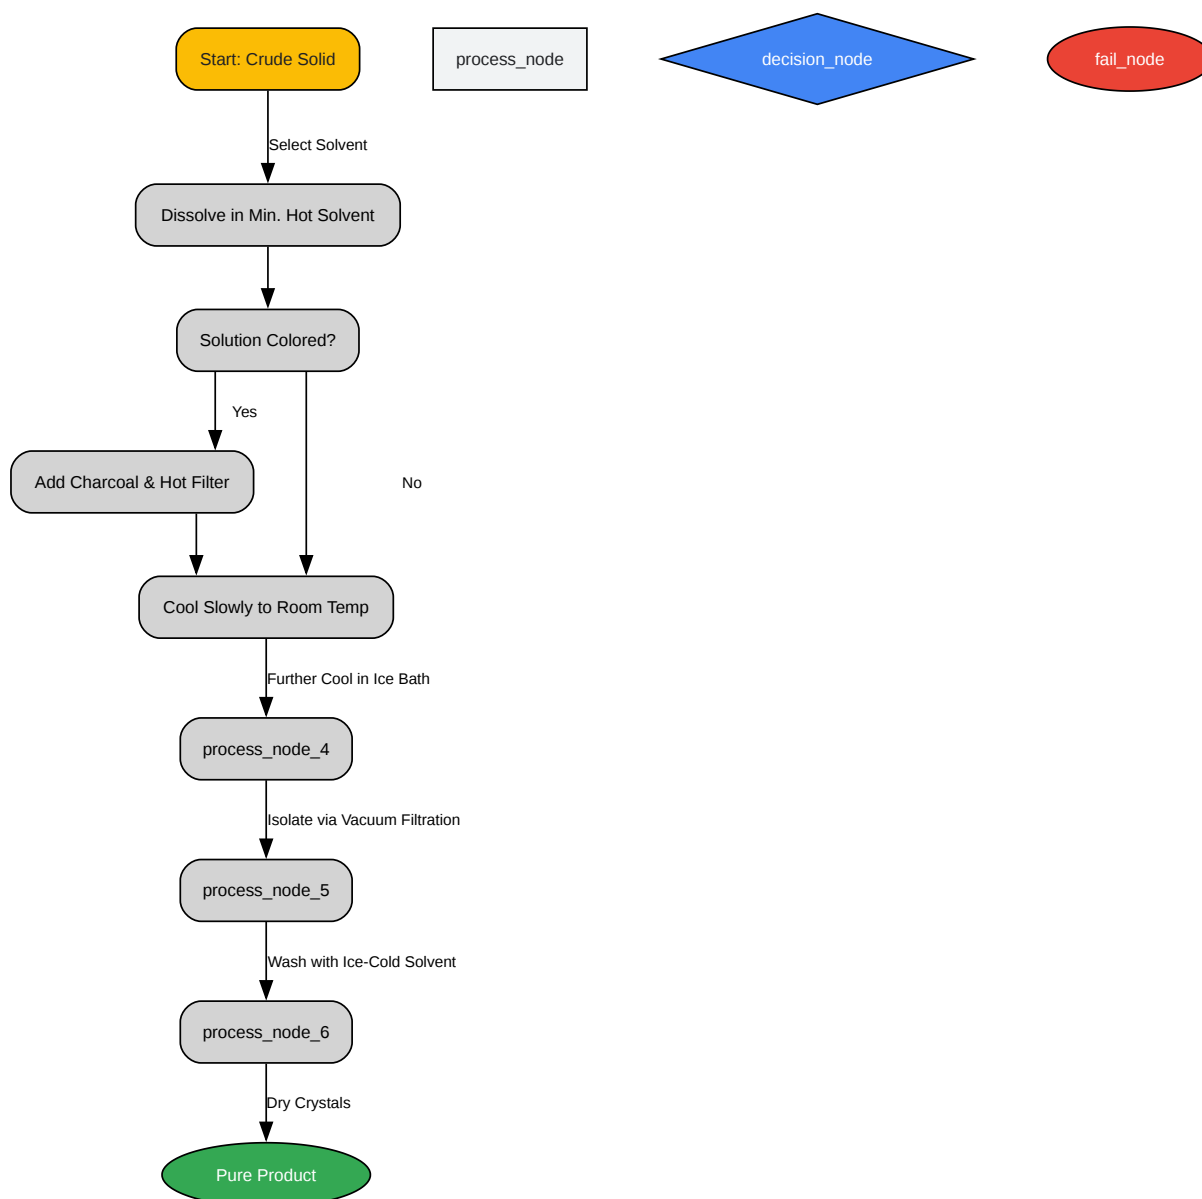 Start: Crude Solid
process_node
decision_node
fail_node
Select Solvent
Dissolve in Min. Hot Solvent
Solution Colored?
Yes
Add Charcoal & Hot Filter
No
Cool Slowly to Room Temp
Further Cool in Ice Bath
process_node_4
Isolate via Vacuum Filtration
process_node_5
Wash with Ice-Cold Solvent
process_node_6
Dry Crystals
Pure Product